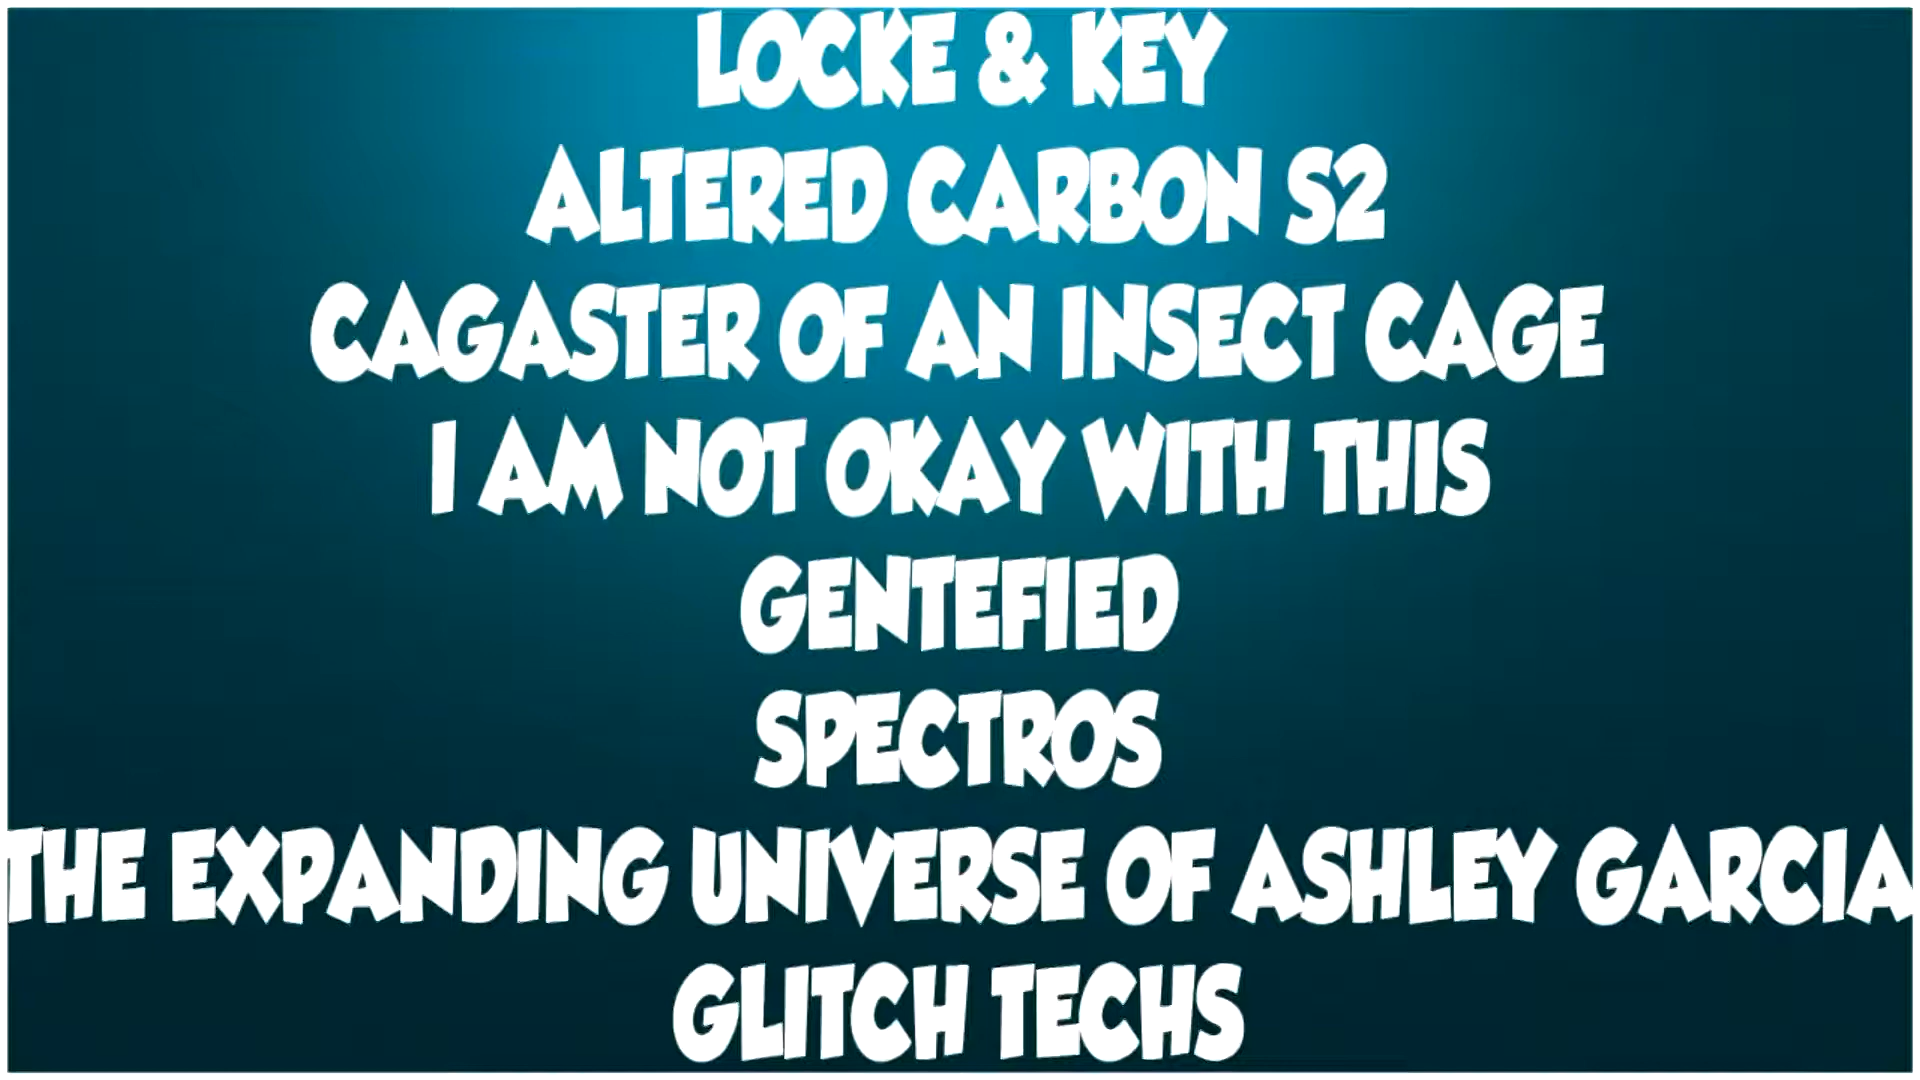 LOCKE & KEY
ALTERED CARBON S2
CAGASTER OF AN INSECT CAGE
I AM NOT OKAY WITH THIS
GENTEFIED
SPECTROS
THE EXPANDING UNIVERSE OF ASHLEY GARCIA
GLITCH TECHS